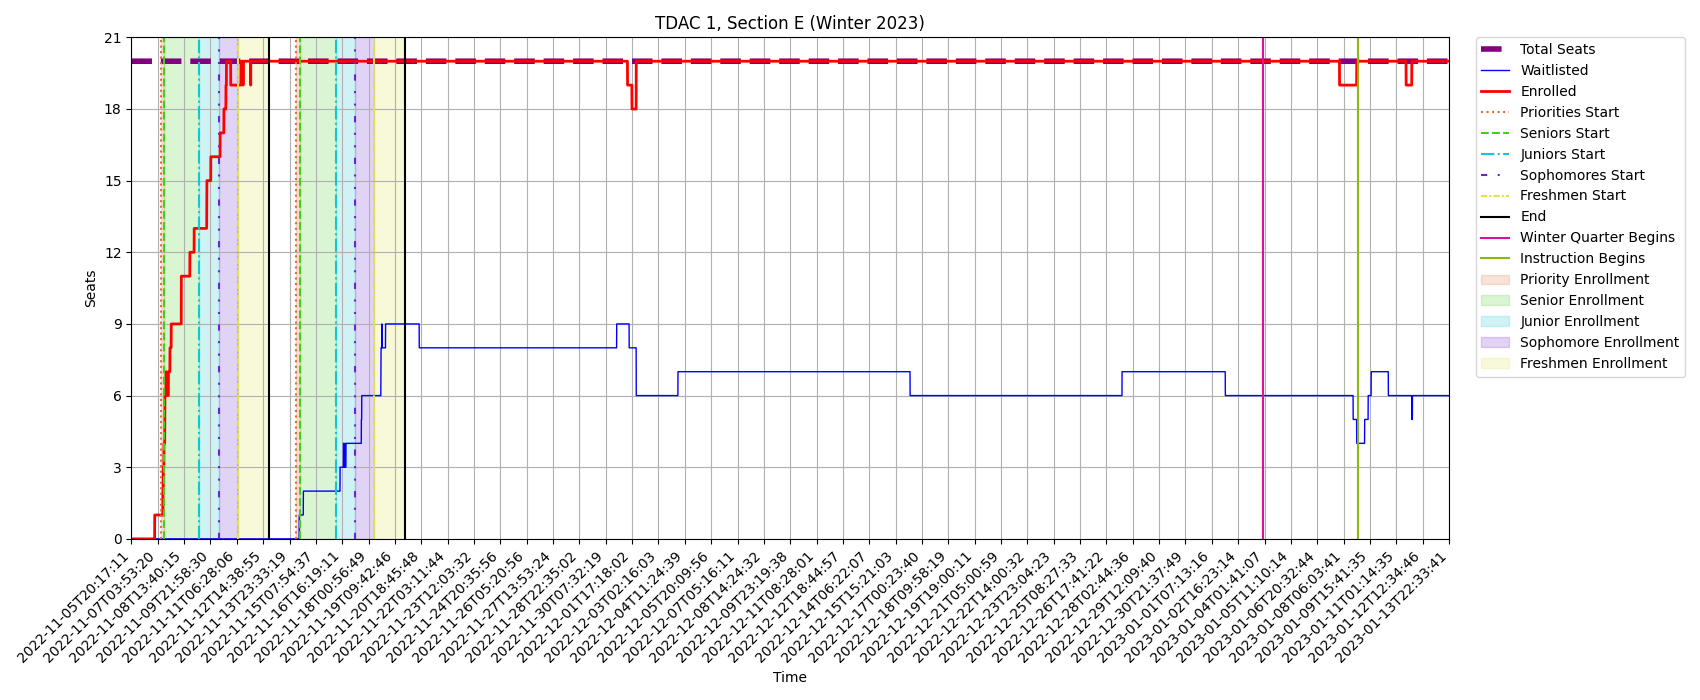 TDAC 1, Section E (Winter 2023)
21
18
15
12
9
6
3
0
Seats
2022-11-05T20:17:11
2022-11-07T03:53:20
2022-11-08T13:40:15
2022-11-09T21:58:30
2022-11-11T06:28:06
2022-11-12T14:38:55
2022-11-13T23:33:19
2022-11-15T07:54:37
2022-11-16T16:19:11
2022-11-18T00:56:49
2022-11-19T09:42:46
2022-11-20T18:45:48
2022-11-22T03:11:44
2022-11-23T12:03:32
2022-11-24T20:35:56
2022-11-26T05:20:56
2022-11-27T13:53:24
2022-11-28T22:35:02
2022-11-30T07:32:19
2022-12-01T17:18:02
2022-12-03T02:16:03
2022-12-04T11:24:39
2022-12-05T20:09:56
2022-12-07T05:16:11
2022-12-08T14:24:32
2022-12-09T23:19:38
2022-12-11T08:28:01
2022-12-12T18:44:57
2022-12-14T06:22:07
2022-12-15T15:21:03
2022-12-17T00:23:40
2022-12-18T09:58:19
2022-12-19T19:00:11
2022-12-21T05:00:59
2022-12-22T14:00:32
2022-12-23T23:04:23
2022-12-25T08:27:33
2022-12-26T17:41:22
2022-12-28T02:44:36
2022-12-29T12:09:40
2022-12-30T21:37:49
2023-01-01T07:13:16
2023-01-02T16:23:14
2023-01-04T01:41:07
2023-01-05T11:10:14
2023-01-06T20:32:44
2023-01-08T06:03:41
2023-01-09T15:41:35
2023-01-11T01:14:35
2023-01-12T12:34:46
2023-01-13T22:33:41
Time
Total Seats
Waitlisted
Enrolled
Priorities Start
Seniors Start
Juniors Start
Sophomores Start
Freshmen Start
End
Winter Quarter Begins
Instruction Begins
Priority Enrollment
Senior Enrollment
Junior Enrollment
Sophomore Enrollment
Freshmen Enrollment